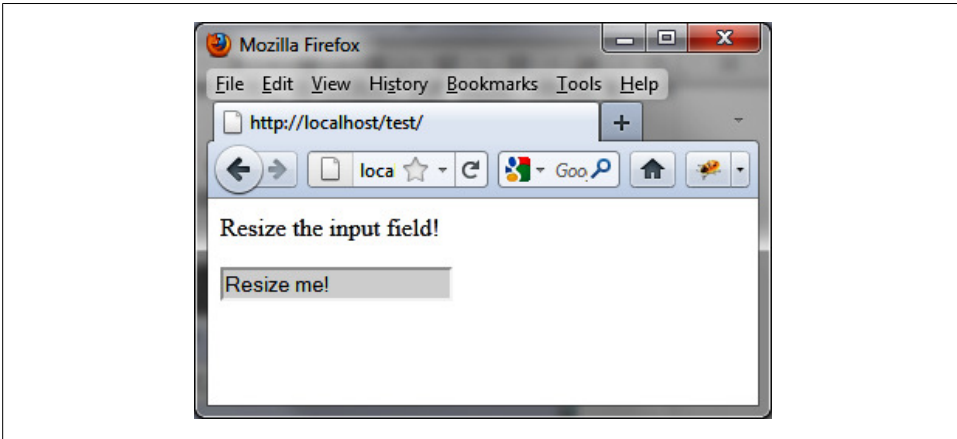 Mozilla Firefox
File Edit View History Bookmarks Tools Help
http://localhost/test/
loca Goo
Resize the input field!
Resize me!